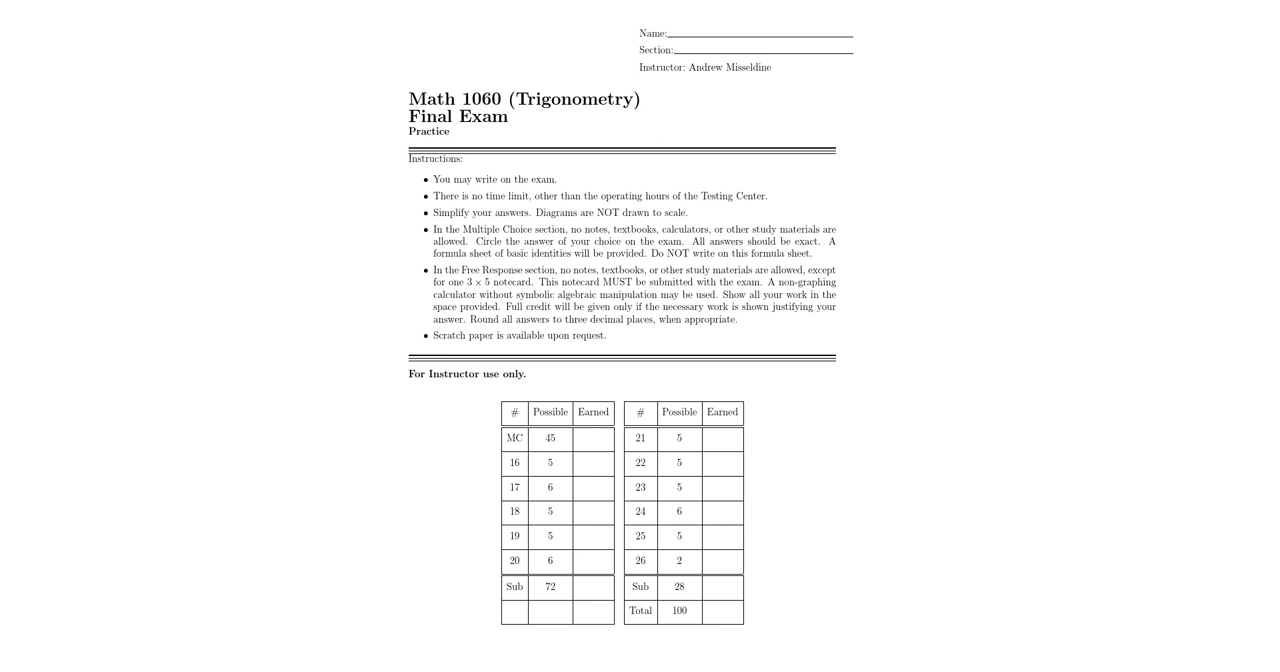 Name:
Section:
Instructor: Andrew Misseldine
Math 1060 (Trigonometry)
Final Exam
Practice
Instructions:
• You may write on the exam.
• There is no time limit, other than the operating hours of the Testing Center.
• Simplify your answers. Diagrams are NOT drawn to scale.
• In the Multiple Choice section, no notes, textbooks, calculators, or other study materials are
allowed. Circle the answer of your choice on the exam. All answers should be exact. A
formula sheet of basic identities will be provided. Do NOT write on this formula sheet.
• In the Free Response section, no notes, textbooks, or other study materials are allowed, except
for one 3 × 5 notecard. This notecard MUST be submitted with the exam. A non-graphing
calculator without symbolic algebraic manipulation may be used. Show all your work in the
space provided. Full credit will be given only if the necessary work is shown justifying your
answer. Round all answers to three decimal places, when appropriate.
• Scratch paper is available upon request.
For Instructor use only.
# Possible Earned # Possible Earned
MC 45 21 5
16 5 22 5
17 6 23 5
18 5 24 6
19 5 25 5
20 6 26 2
Sub 72 Sub 28
Total 100